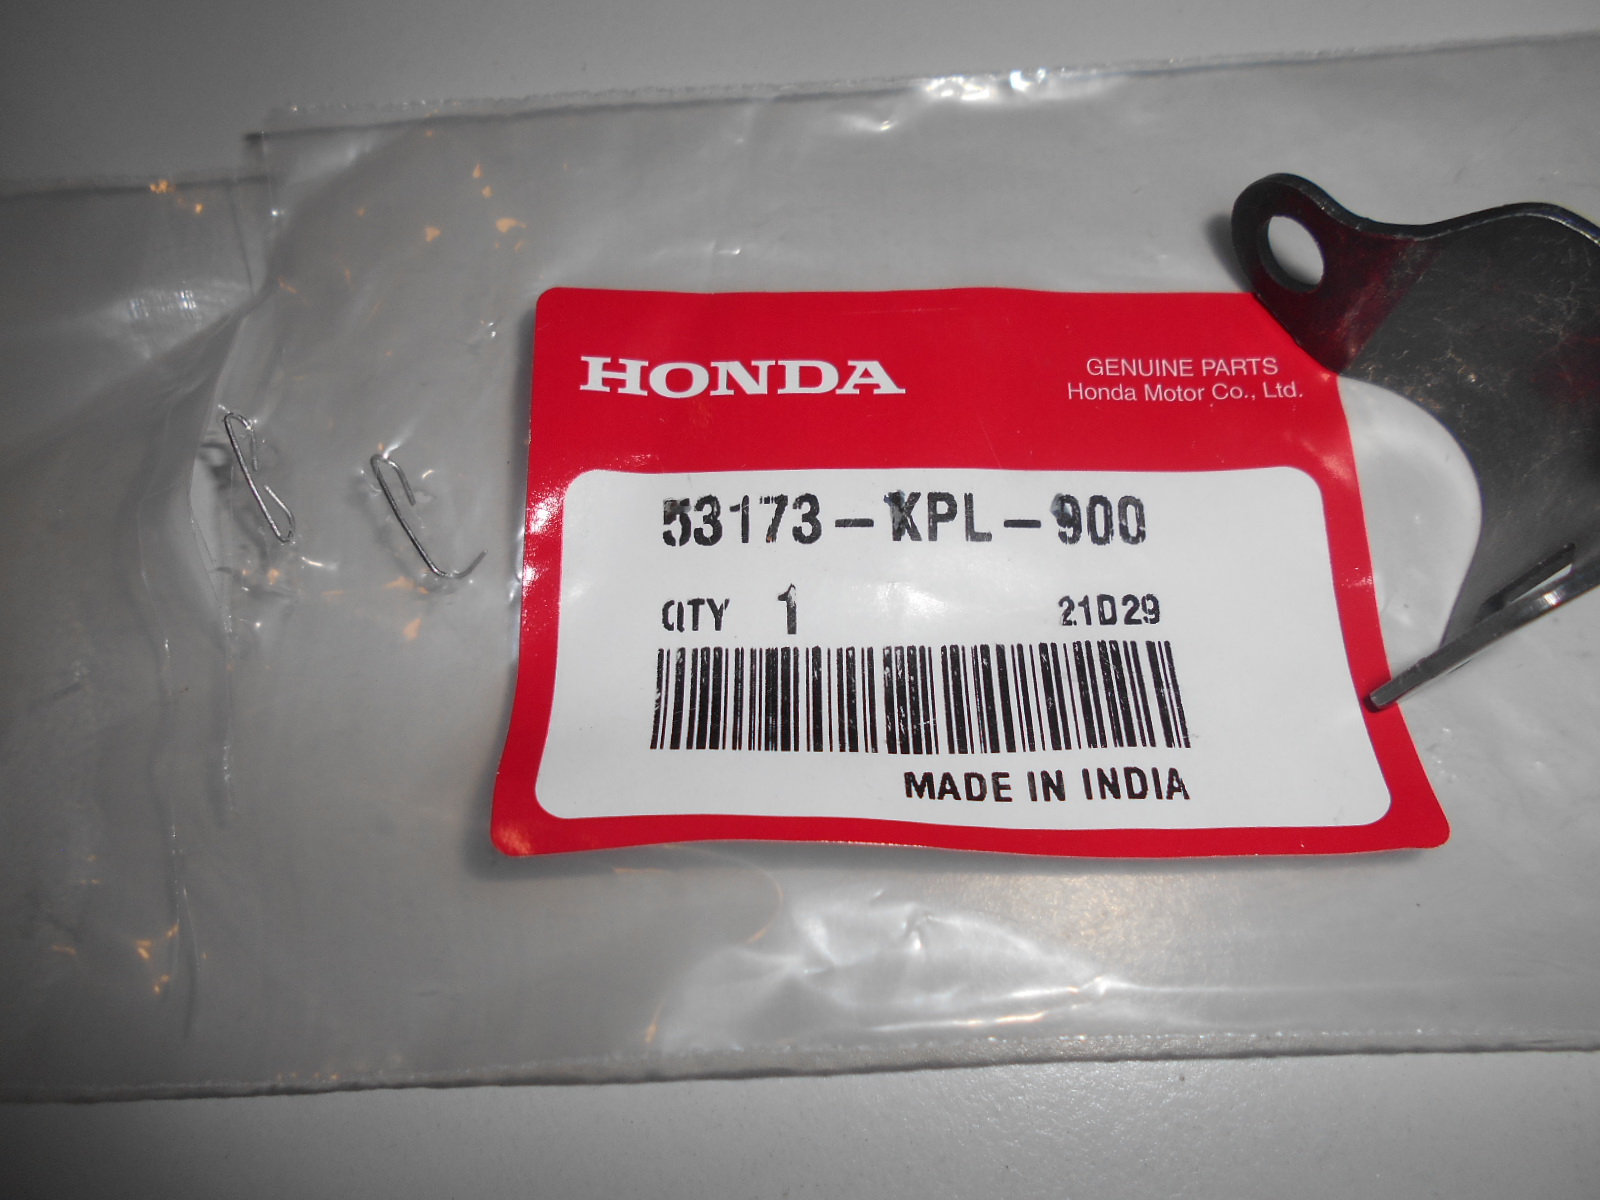 HONDA
GENUINE PARTS
Honda Motor Co., Ltd.
53173-KPL-900
QTY 1 21D29
MADE IN INDIA